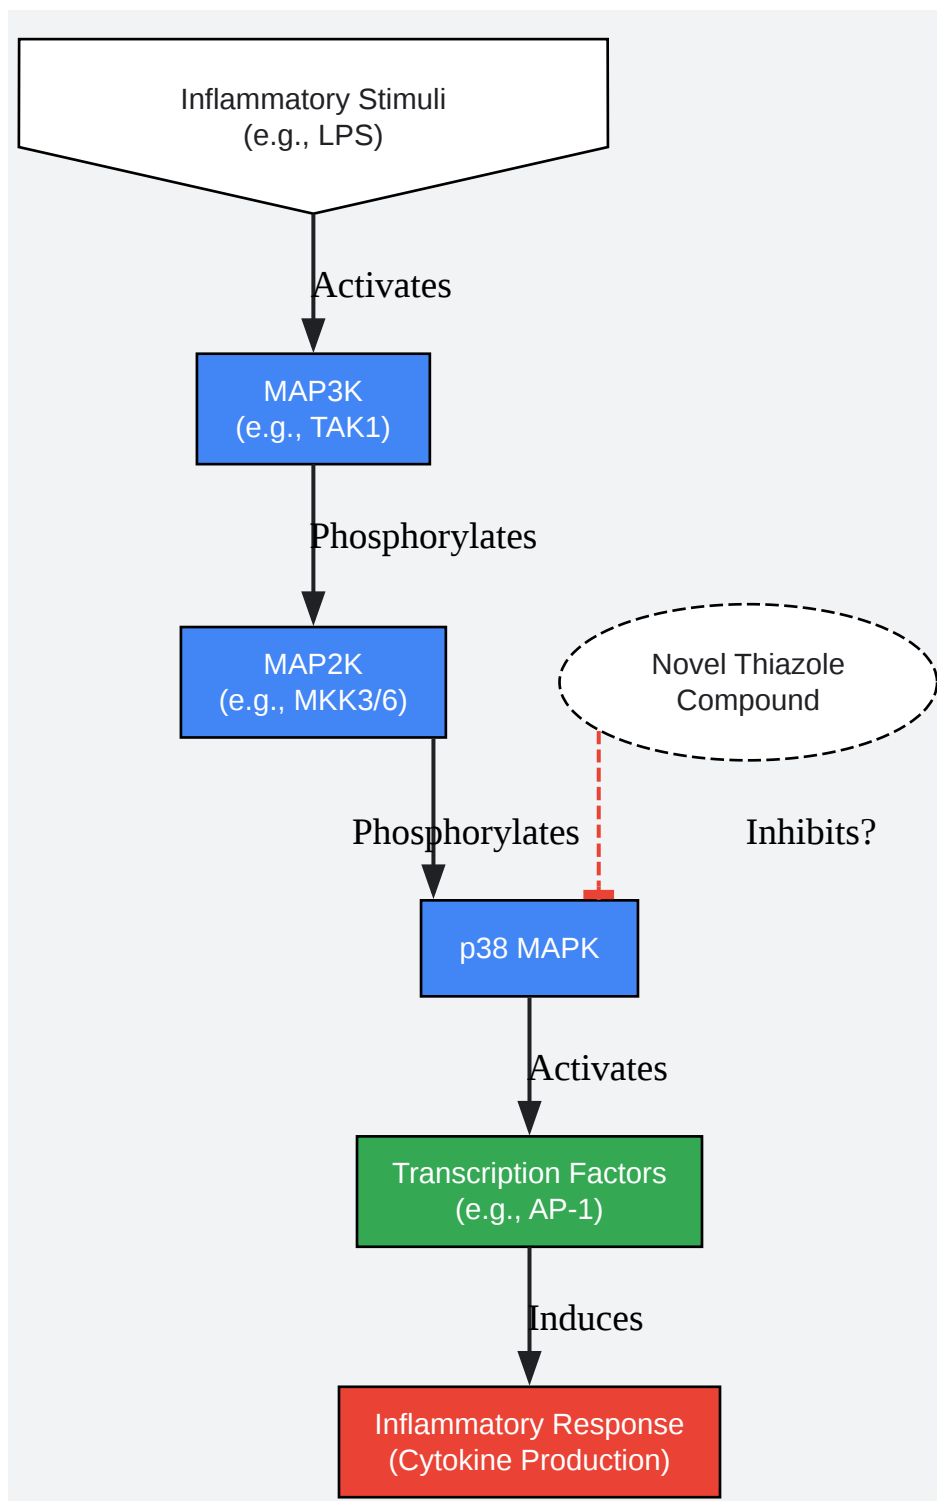 Inflammatory Stimuli
(e.g., LPS)
Activates
MAP3K
(e.g., TAK1)
Phosphorylates
MAP2K
(e.g., MKK3/6)
Novel Thiazole
Compound
Phosphorylates
Inhibits?
p38 MAPK
Activates
Transcription Factors
(e.g., AP-1)
Induces
Inflammatory Response
(Cytokine Production)